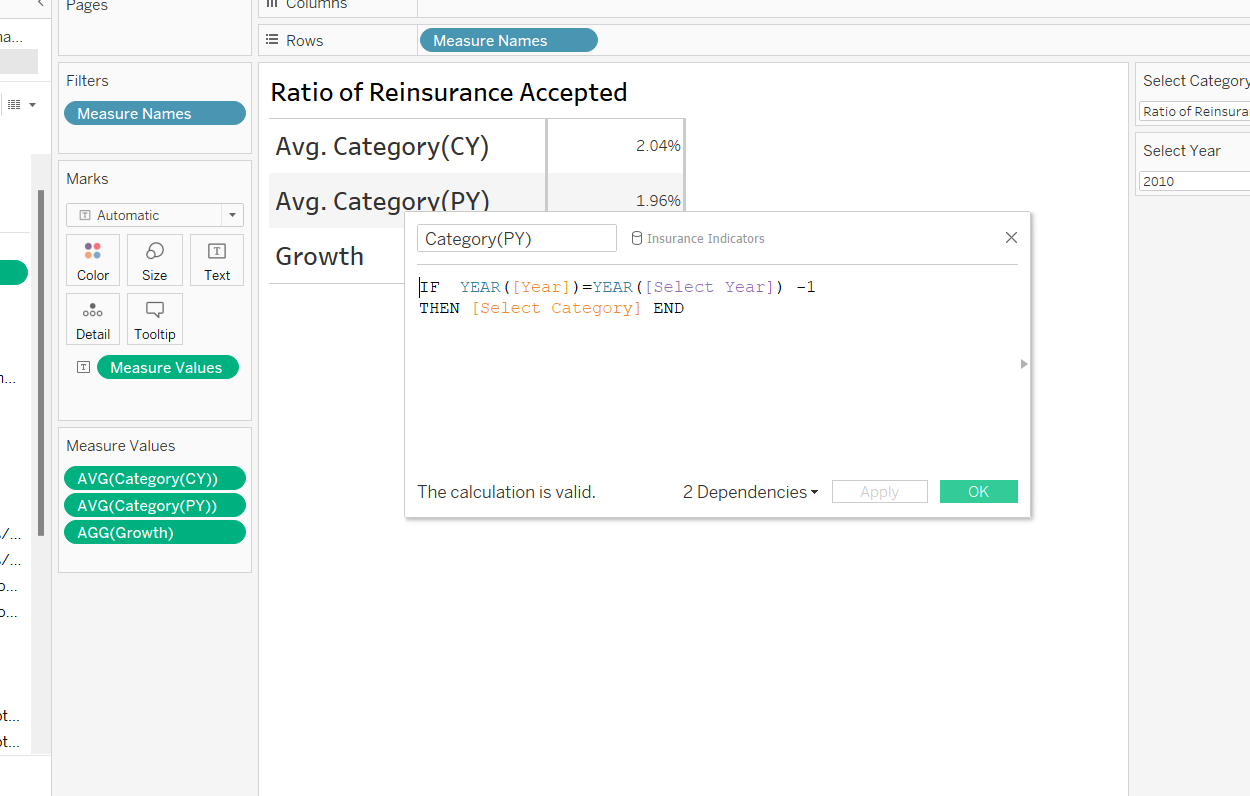 Pages
Columns
Rows
Measure Names
Filters
Measure Names
Marks
Automatic
Color
Size
Text
Detail
Tooltip
Measure Values
Measure Values
AVG(Category(CY))
AVG(Category(PY))
AGG(Growth)
Ratio of Reinsurance Accepted
Avg. Category(CY) 2.04%
Avg. Category(PY) 1.96%
Growth
Category(PY)
Insurance Indicators
IF YEAR([Year])=YEAR([Select Year]) -1
THEN [Select Category] END
The calculation is valid.
2 Dependencies
Apply
OK
Select Category
Ratio of Reinsura
Select Year
2010